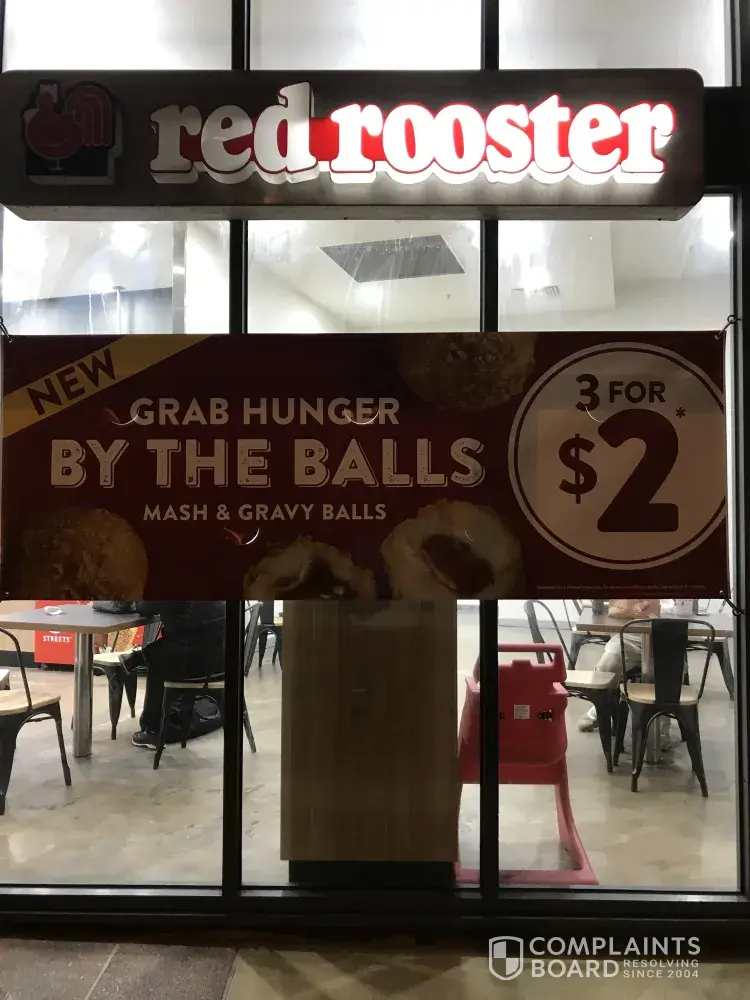 red rooster
NEW
GRAB HUNGER
BY THE BALLS
MASH & GRAVY BALLS
3 FOR
$2*
STREETS
COMPLAINTS
BOARD RESOLVING
SINCE 2004